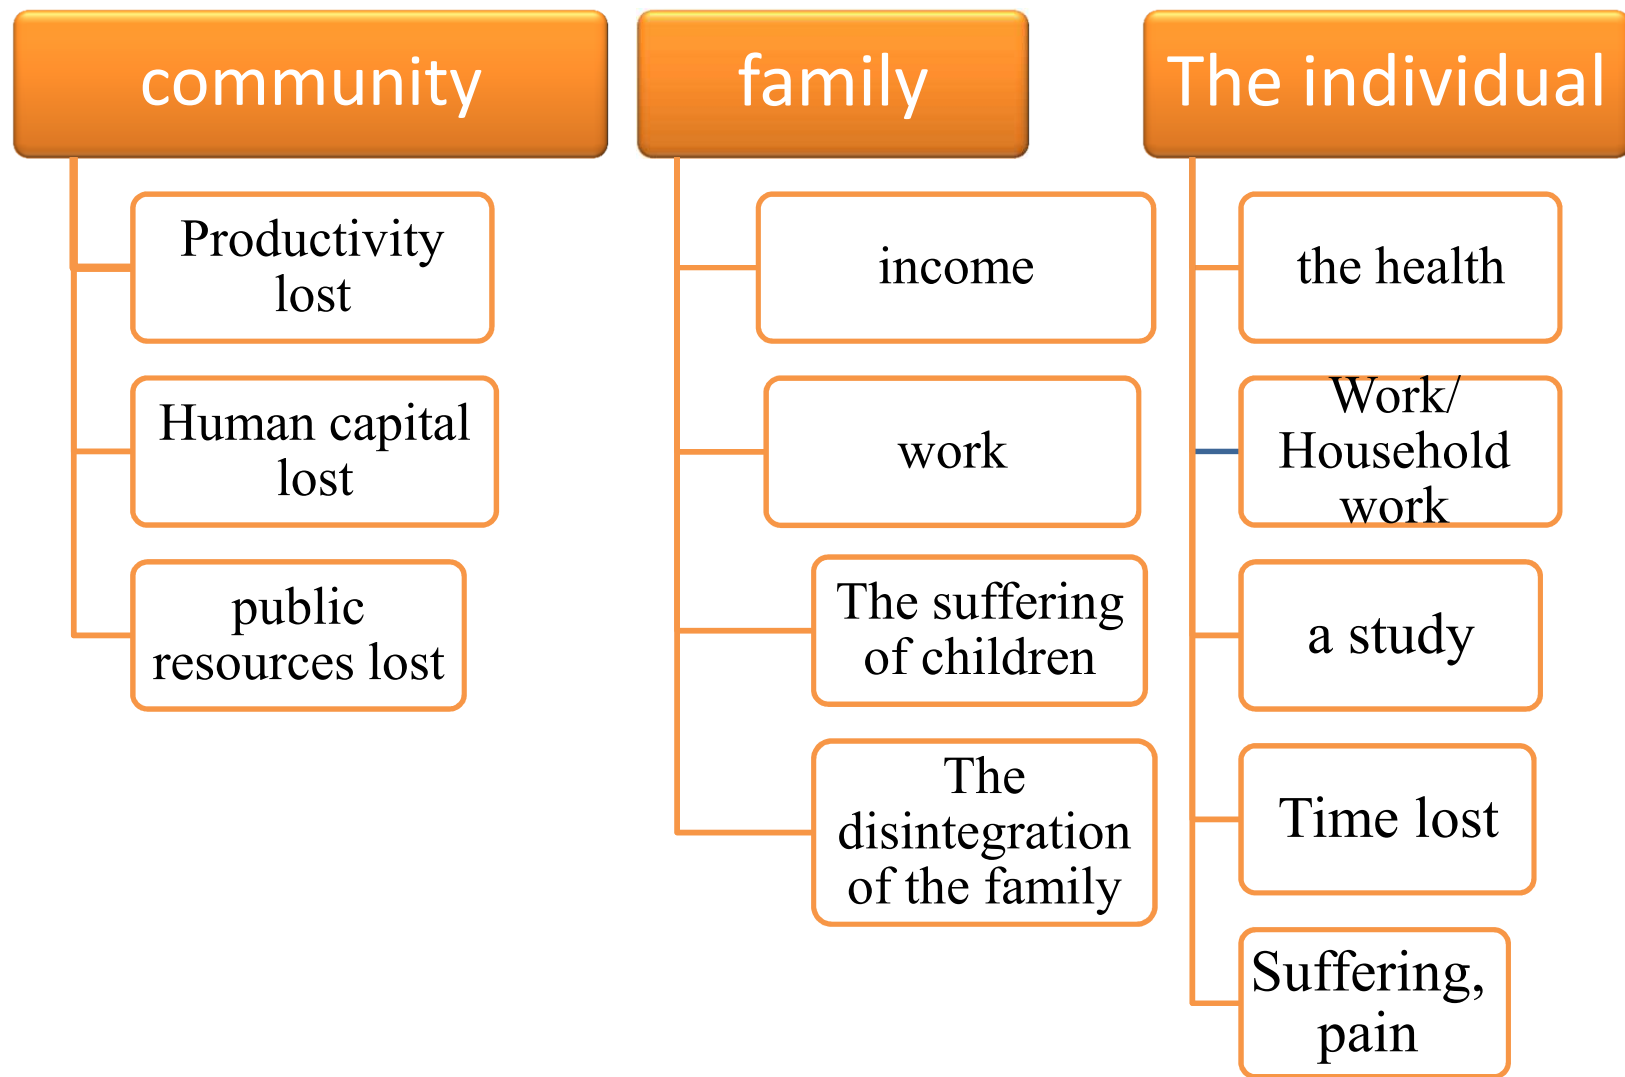 community
Productivity
lost
Human capital
lost
public
resources lost
family
income
work
The suffering
of children
The
disintegration
of the family
The individual
the health
Work/
Household
work
a study
Time lost
Suffering,
pain